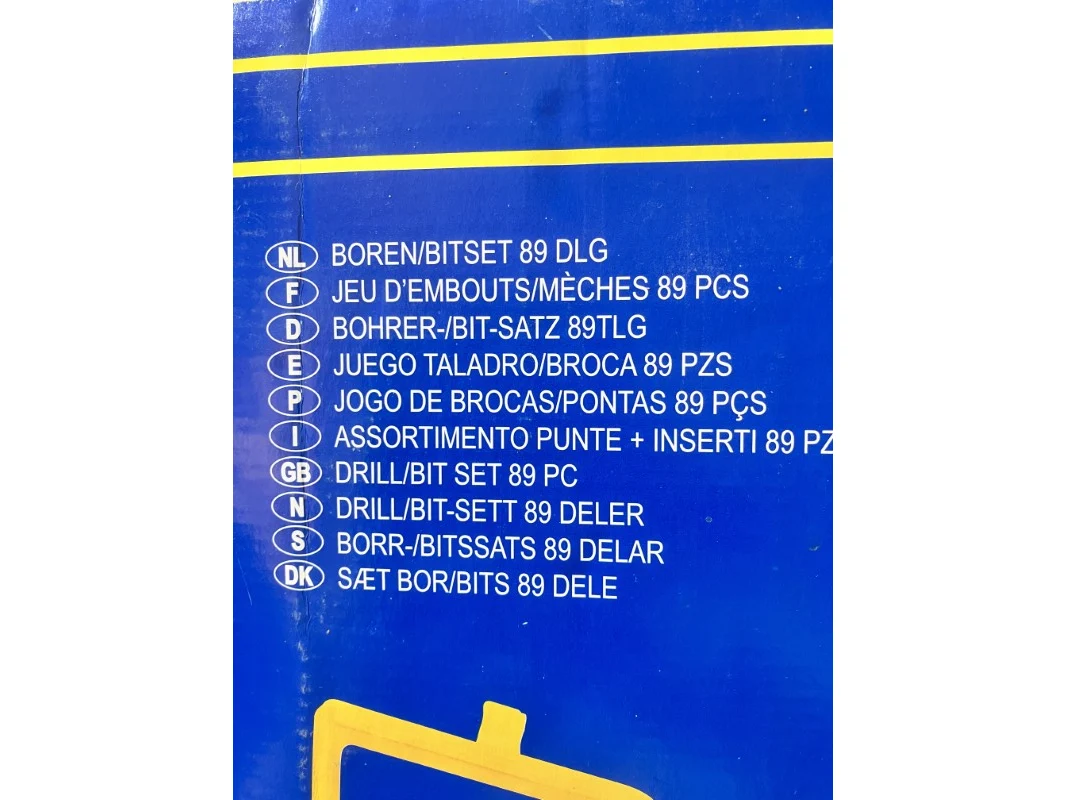 NL BOREN/BITSET 89 DLG
F JEU D'EMBOUTS/MÈCHES 89 PCS
D BOHRER-/BIT-SATZ 89TLG
E JUEGO TALADRO/BROCA 89 PZS
P JOGO DE BROCAS/PONTAS 89 PÇS
I ASSORTIMENTO PUNTE + INSERTI 89 PZ
GB DRILL/BIT SET 89 PC
N DRILL/BIT-SETT 89 DELER
S BORR-/BITSSATS 89 DELAR
DK SÆT BOR/BITS 89 DELE